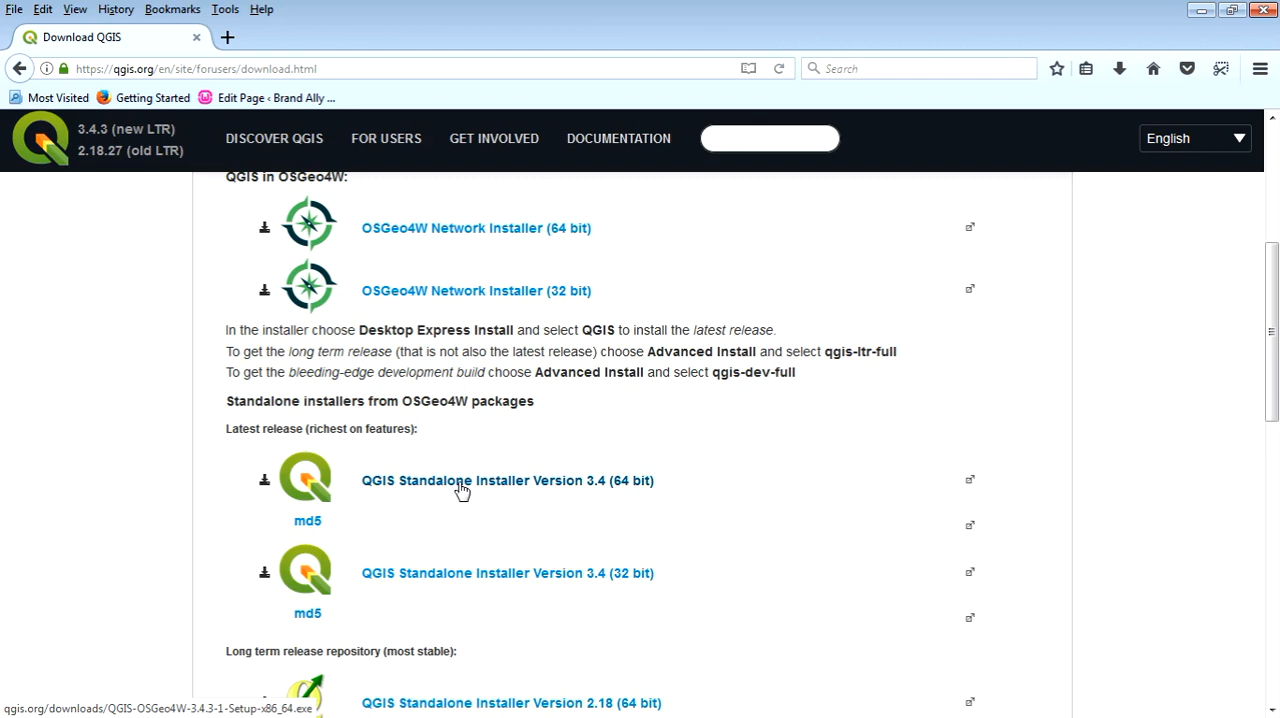 File Edit View History Bookmarks Tools Help
Download QGIS
https://qgis.org/en/site/forusers/download.html Search
Most Visited Getting Started Edit Page ‹ Brand Ally ...
3.4.3 (new LTR)
2.18.27 (old LTR)
DISCOVER QGIS FOR USERS GET INVOLVED DOCUMENTATION English
QGIS in OSGeo4W:
OSGeo4W Network Installer (64 bit)
OSGeo4W Network Installer (32 bit)
In the installer choose Desktop Express Install and select QGIS to install the latest release.
To get the long term release (that is not also the latest release) choose Advanced Install and select qgis-ltr-full
To get the bleeding-edge development build choose Advanced Install and select qgis-dev-full
Standalone installers from OSGeo4W packages
Latest release (richest on features):
QGIS Standalone Installer Version 3.4 (64 bit)
md5
QGIS Standalone Installer Version 3.4 (32 bit)
md5
Long term release repository (most stable):
QGIS Standalone Installer Version 2.18 (64 bit)
qgis.org/downloads/QGIS-OSGeo4W-3.4.3-1-Setup-x86_64.exe